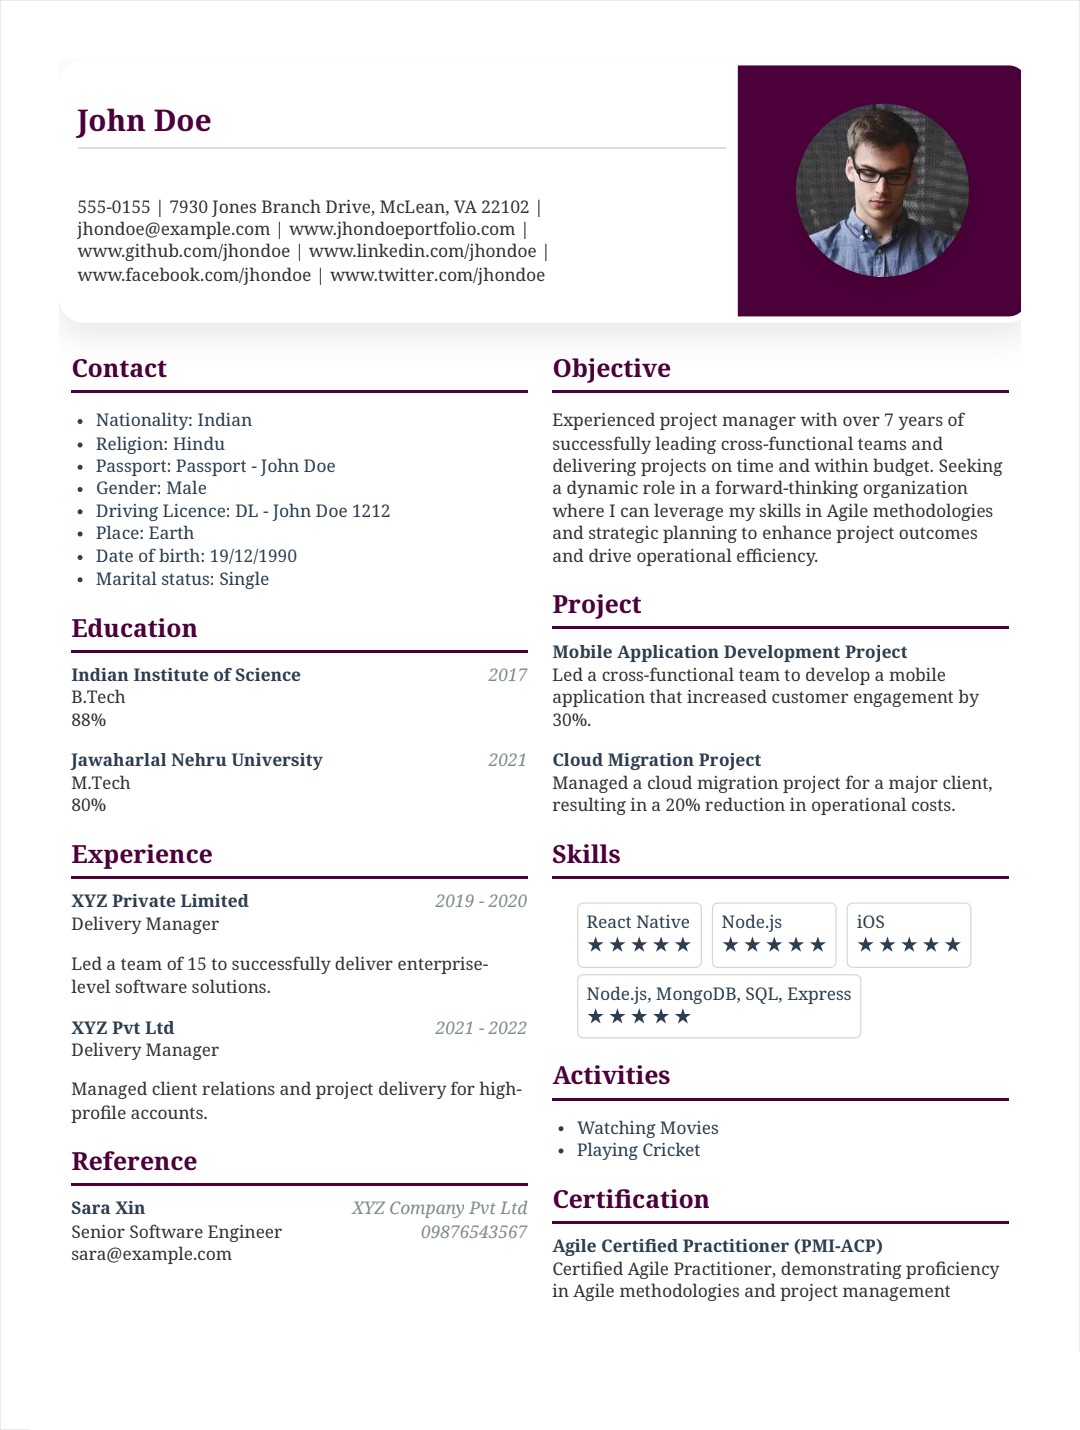 John Doe
555-0155 | 7930 Jones Branch Drive, McLean, VA 22102 |
jhondoe@example.com | www.jhondoeportfolio.com |
www.github.com/jhondoe | www.linkedin.com/jhondoe |
www.facebook.com/jhondoe | www.twitter.com/jhondoe
Contact
• Nationality: Indian
• Religion: Hindu
• Passport: Passport - John Doe
• Gender: Male
• Driving Licence: DL - John Doe 1212
• Place: Earth
• Date of birth: 19/12/1990
• Marital status: Single
Education
Indian Institute of Science 2017
B.Tech
88%
Jawaharlal Nehru University 2021
M.Tech
80%
Experience
XYZ Private Limited 2019 - 2020
Delivery Manager
Led a team of 15 to successfully deliver enterprise-
level software solutions.
XYZ Pvt Ltd 2021 - 2022
Delivery Manager
Managed client relations and project delivery for high-
profile accounts.
Reference
Sara Xin XYZ Company Pvt Ltd
Senior Software Engineer 09876543567
sara@example.com
Objective
Experienced project manager with over 7 years of
successfully leading cross-functional teams and
delivering projects on time and within budget. Seeking
a dynamic role in a forward-thinking organization
where I can leverage my skills in Agile methodologies
and strategic planning to enhance project outcomes
and drive operational efficiency.
Project
Mobile Application Development Project
Led a cross-functional team to develop a mobile
application that increased customer engagement by
30%.
Cloud Migration Project
Managed a cloud migration project for a major client,
resulting in a 20% reduction in operational costs.
Skills
React Native Node.js iOS
★★★★★ ★★★★★ ★★★★★
Node.js, MongoDB, SQL, Express
★★★★★
Activities
• Watching Movies
• Playing Cricket
Certification
Agile Certified Practitioner (PMI-ACP)
Certified Agile Practitioner, demonstrating proficiency
in Agile methodologies and project management